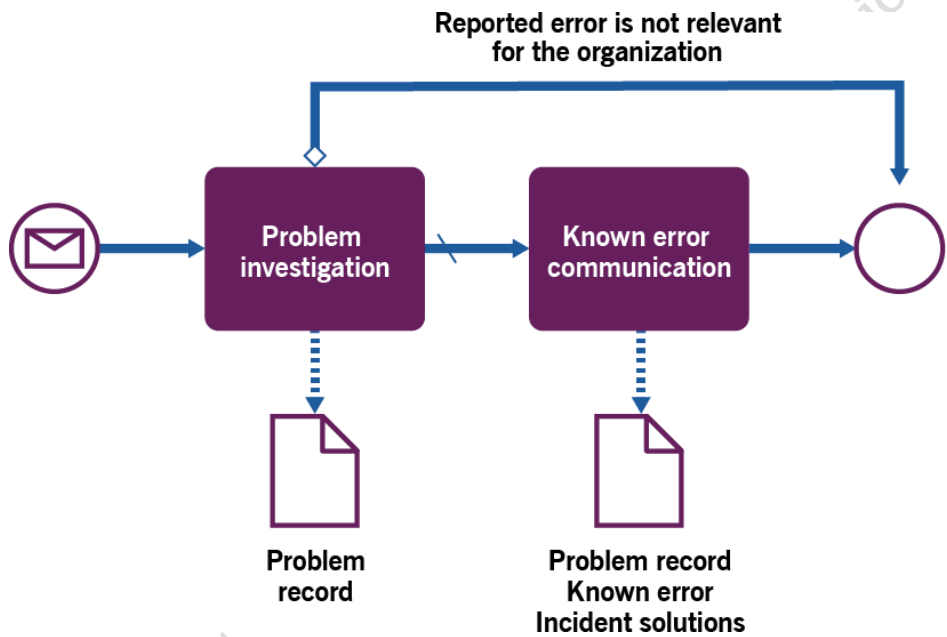 Reported error is not relevant
for the organization
Problem
investigation
Known error
communication
Problem
record
Problem record
Known error
Incident solutions